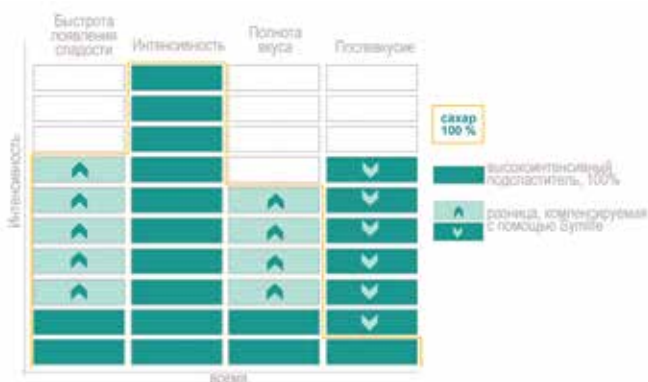 Быстрота
появления
сладости
Интенсивность
Полнота
вкуса
Послевкусие
Интенсивность
время
сахар
100 %
высокоинтенсивный
подсластитель, 100%
разница, компенсируемая
с помощью Symlife